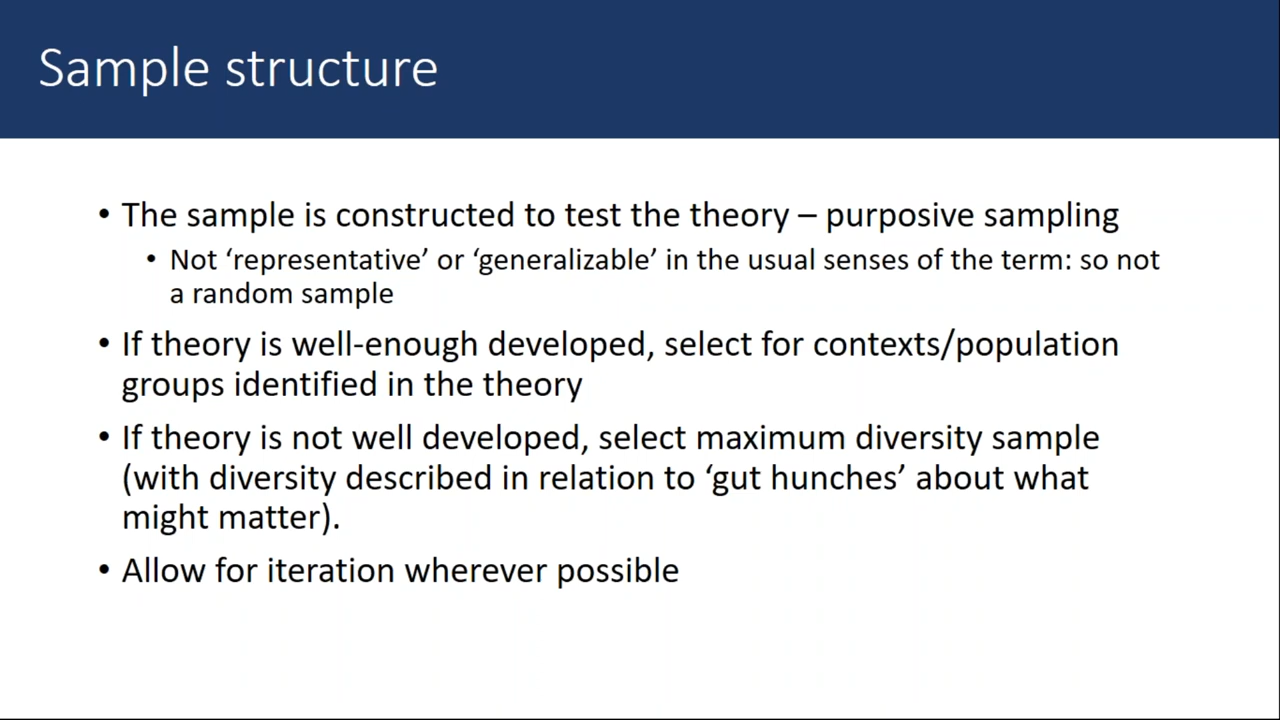 Sample structure
• The sample is constructed to test the theory – purposive sampling
• Not ‘representative’ or ‘generalizable’ in the usual senses of the term: so not
a random sample
• If theory is well-enough developed, select for contexts/population
groups identified in the theory
• If theory is not well developed, select maximum diversity sample
(with diversity described in relation to ‘gut hunches’ about what
might matter).
• Allow for iteration wherever possible